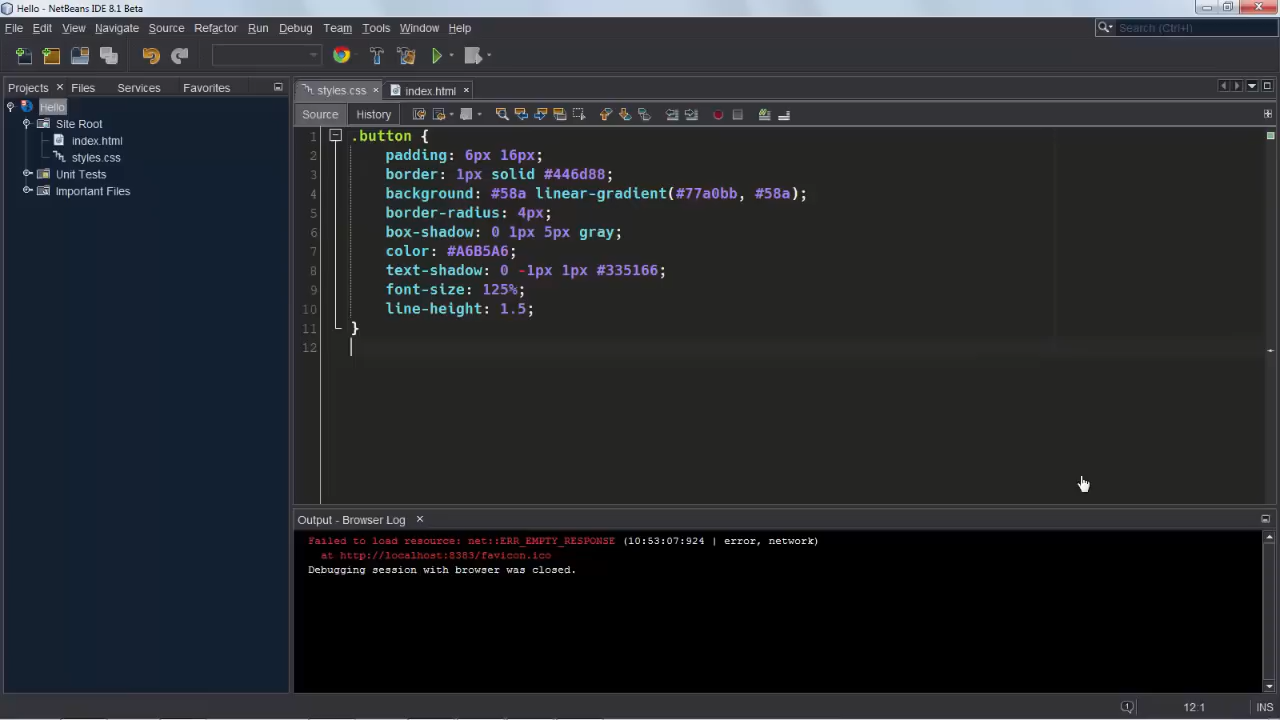 Hello - NetBeans IDE 8.1 Beta
File Edit View Navigate Source Refactor Run Debug Team Tools Window Help
Search (Ctrl+I)
Projects Files Services Favorites
Hello
Site Root
index.html
styles.css
Unit Tests
Important Files
styles.css index.html
Source History
1 .button {
2 padding: 6px 16px;
3 border: 1px solid #446d88;
4 background: #58a linear-gradient(#77a0bb, #58a);
5 border-radius: 4px;
6 box-shadow: 0 1px 5px gray;
7 color: #A6B5A6;
8 text-shadow: 0 -1px 1px #335166;
9 font-size: 125%;
10 line-height: 1.5;
11 }
12
Output - Browser Log
Failed to load resource: net::ERR_EMPTY_RESPONSE (10:53:07:924 | error, network)
at http://localhost:8383/favicon.ico
Debugging session with browser was closed.
1 12:1 INS